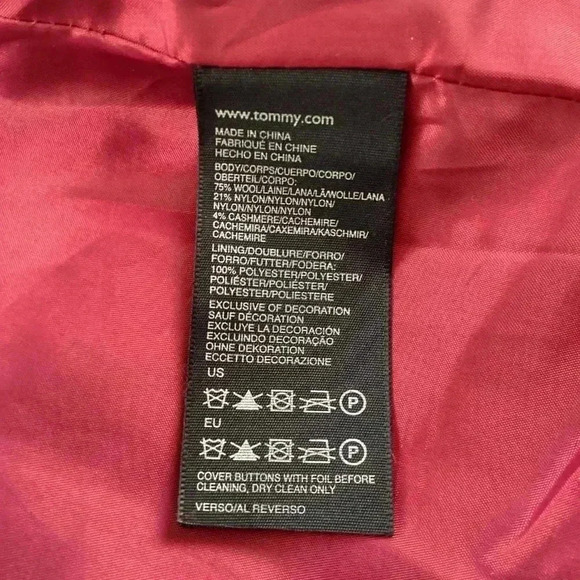 www.tommy.com
MADE IN CHINA
FABRIQUÉ EN CHINE
HECHO EN CHINA
BODY/CORPS/CUERPO/CORPO/
OBERTEIL/CORPO:
75% WOOL/LAINE/LANA/LÃ/WOLLE/LANA
21% NYLON/NYLON/NYLON/
NYLON/NYLON/NYLON
4% CASHMERE/CACHEMIRE/
CACHEMIRA/CAXEMIRA/KASCHMIR/
CACHEMIRE
LINING/DOUBLURE/FORRO/
FORRO/FUTTER/FODERA:
100% POLYESTER/POLYESTER/
POLIÉSTER/POLIÉSTER/
POLYESTER/POLIESTERE
EXCLUSIVE OF DECORATION
SAUF DÉCORATION
EXCLUYE LA DECORACIÓN
EXCLUINDO DECORAÇÃO
OHNE DEKORATION
ECCETTO DECORAZIONE
US
P
EU
P
COVER BUTTONS WITH FOIL BEFORE
CLEANING, DRY CLEAN ONLY
VERSO/AL REVERSO